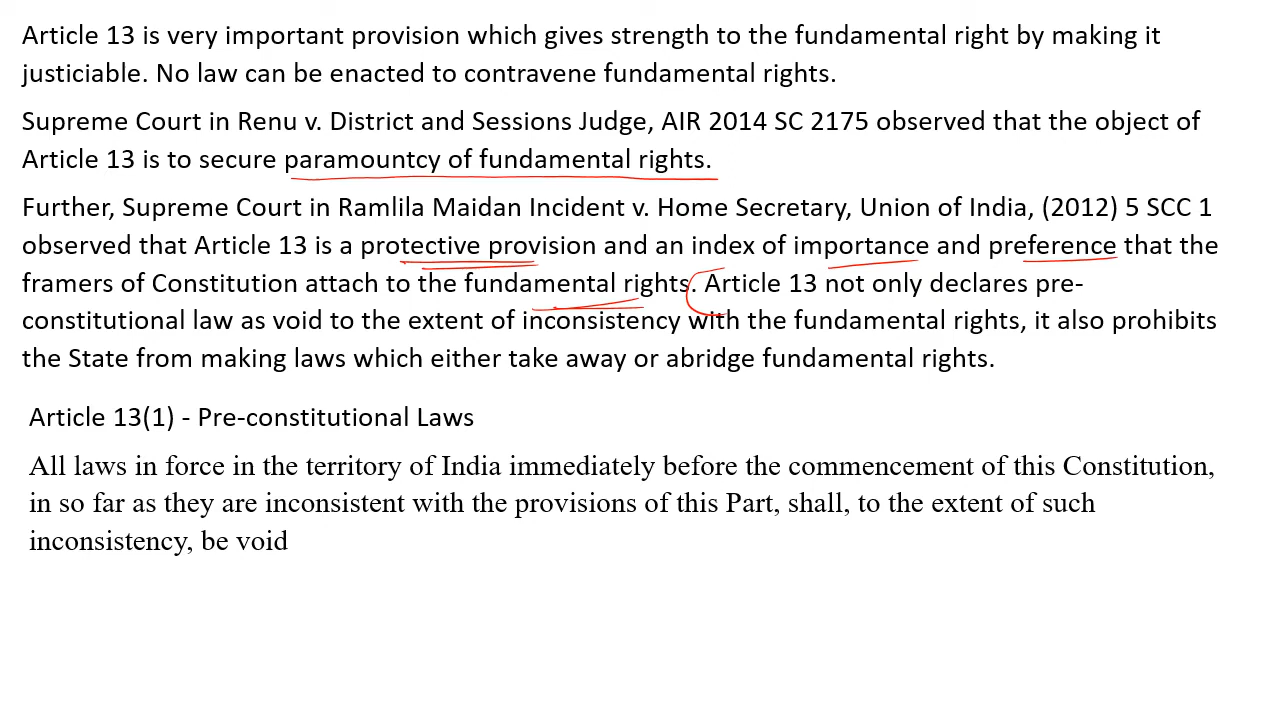 Article 13 is very important provision which gives strength to the fundamental right by making it
justiciable. No law can be enacted to contravene fundamental rights.
Supreme Court in Renu v. District and Sessions Judge, AIR 2014 SC 2175 observed that the object of
Article 13 is to secure paramountcy of fundamental rights.
Further, Supreme Court in Ramlila Maidan Incident v. Home Secretary, Union of India, (2012) 5 SCC 1
observed that Article 13 is a protective provision and an index of importance and preference that the
framers of Constitution attach to the fundamental rights. Article 13 not only declares pre-
constitutional law as void to the extent of inconsistency with the fundamental rights, it also prohibits
the State from making laws which either take away or abridge fundamental rights.
Article 13(1) - Pre-constitutional Laws
All laws in force in the territory of India immediately before the commencement of this Constitution,
in so far as they are inconsistent with the provisions of this Part, shall, to the extent of such
inconsistency, be void